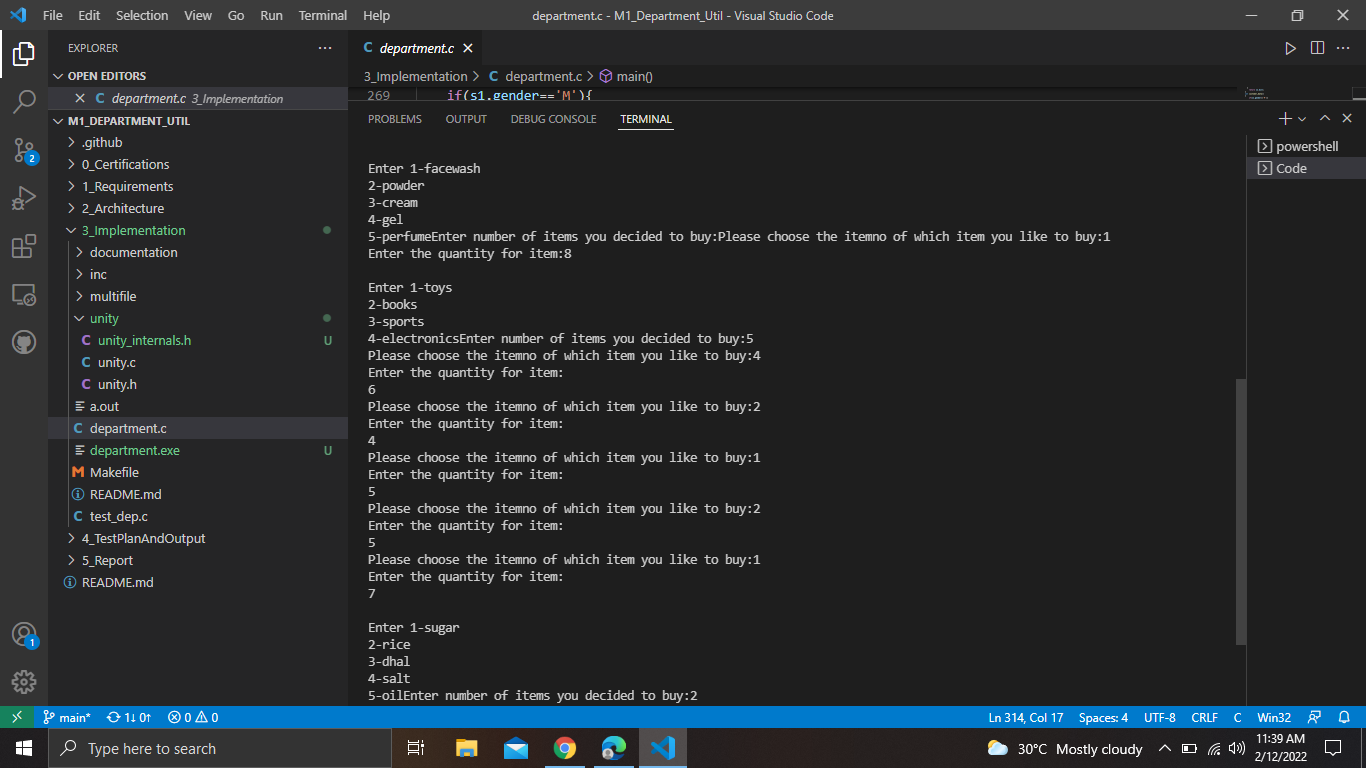 File Edit Selection View Go Run Terminal Help department.c - M1_Department_Util - Visual Studio Code
EXPLORER
OPEN EDITORS
department.c 3_Implementation
M1_DEPARTMENT_UTIL
.github
0_Certifications
1_Requirements
2_Architecture
3_Implementation
documentation
inc
multifile
unity
C unity_internals.h U
C unity.c
C unity.h
a.out
C department.c
department.exe U
M Makefile
README.md
C test_dep.c
4_TestPlanAndOutput
5_Report
README.md
2
1
C department.c
3_Implementation > C department.c > main()
269 if(s1.gender=='M'){
PROBLEMS OUTPUT DEBUG CONSOLE TERMINAL
powershell
Code
Enter 1-facewash
2-powder
3-cream
4-gel
5-perfumeEnter number of items you decided to buy:Please choose the itemno of which item you like to buy:1
Enter the quantity for item:8
Enter 1-toys
2-books
3-sports
4-electronicsEnter number of items you decided to buy:5
Please choose the itemno of which item you like to buy:4
Enter the quantity for item:
6
Please choose the itemno of which item you like to buy:2
Enter the quantity for item:
4
Please choose the itemno of which item you like to buy:1
Enter the quantity for item:
5
Please choose the itemno of which item you like to buy:2
Enter the quantity for item:
5
Please choose the itemno of which item you like to buy:1
Enter the quantity for item:
7
Enter 1-sugar
2-rice
3-dhal
4-salt
5-oilEnter number of items you decided to buy:2
main* 1↓ 0↑ 0 0 Ln 314, Col 17 Spaces: 4 UTF-8 CRLF C Win32
Type here to search 30°C Mostly cloudy 11:39 AM
2/12/2022